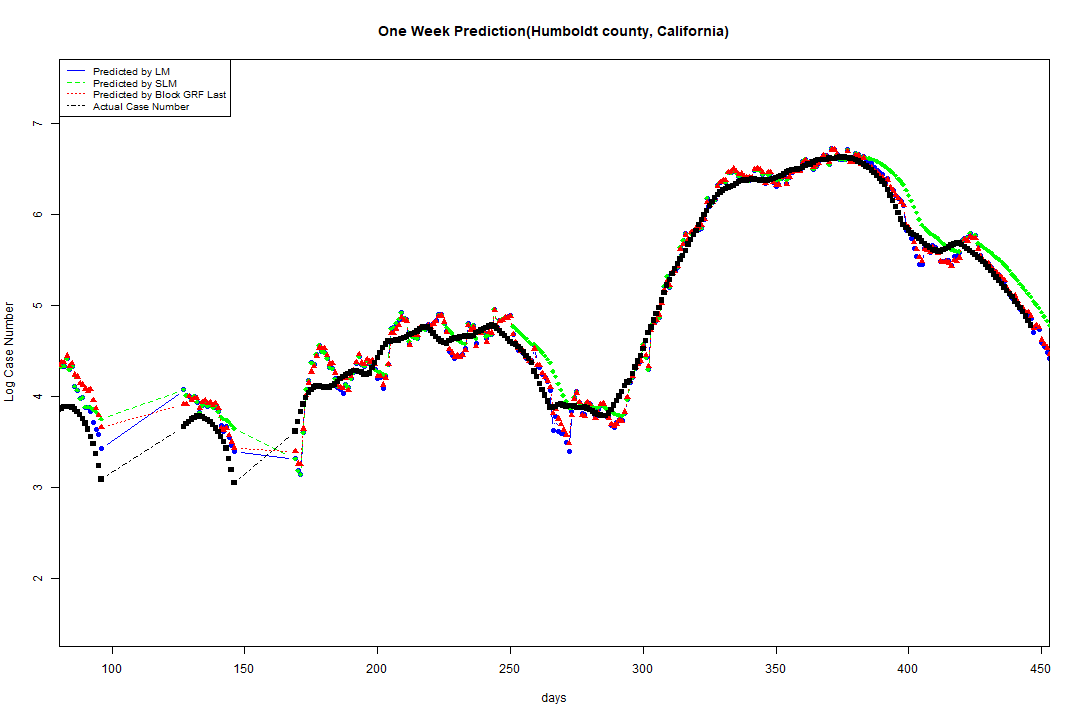 One Week Prediction(Humboldt county, California)
Predicted by LM
Predicted by SLM
Predicted by Block GRF Last
Actual Case Number
7
6
5
4
3
2
Log Case Number
100 150 200 250 300 350 400 450
days